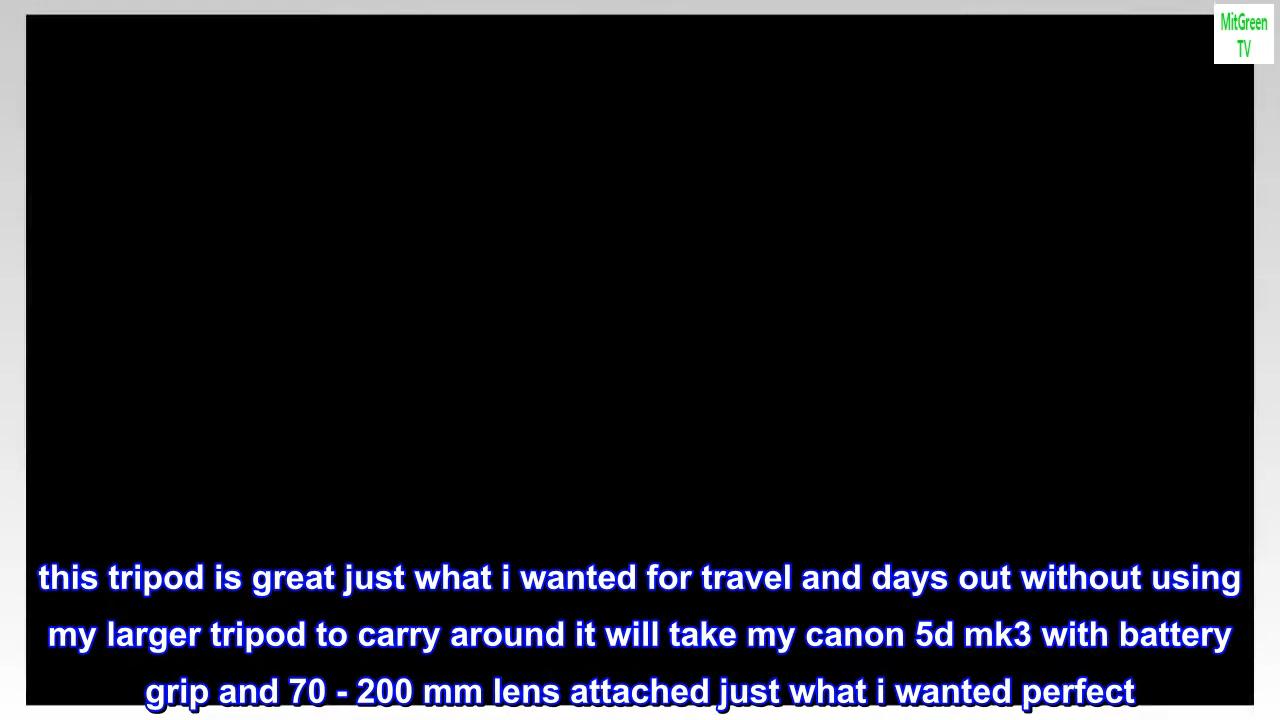 MitGreen
TV
this tripod is great just what i wanted for travel and days out without using
my larger tripod to carry around it will take my canon 5d mk3 with battery
grip and 70 - 200 mm lens attached just what i wanted perfect